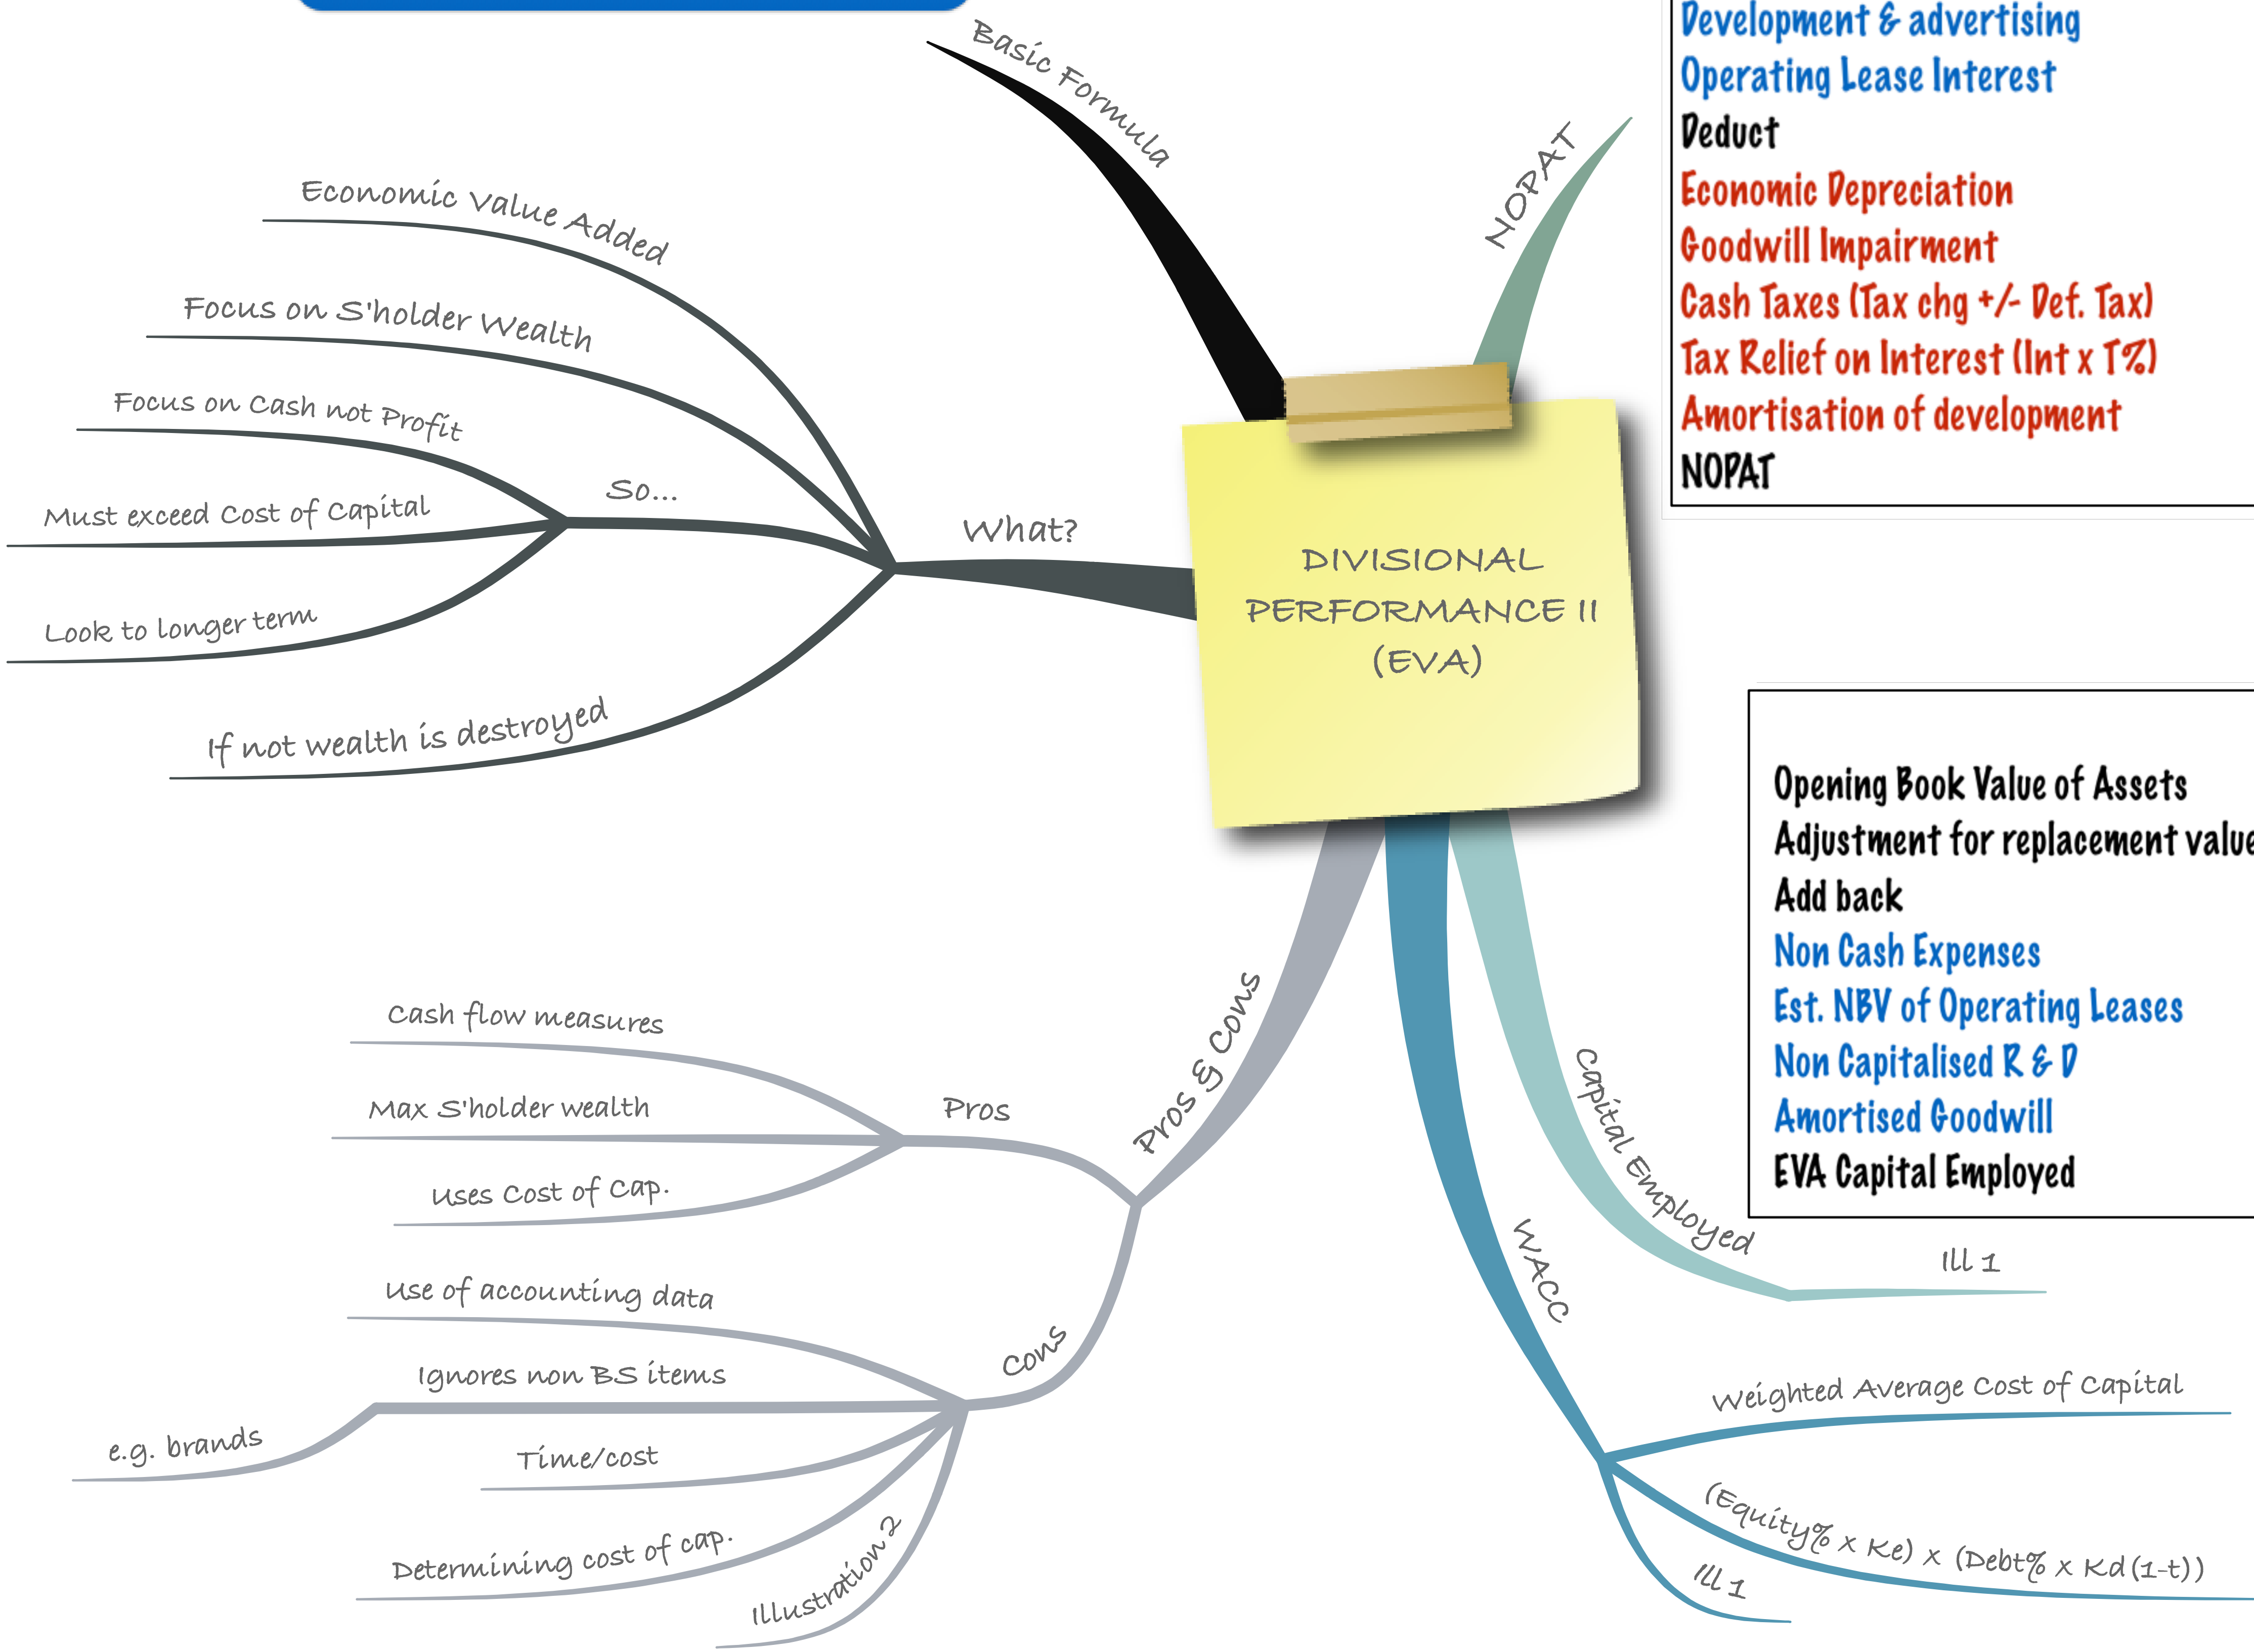 DIVISIONAL
PERFORMANCE II
(EVA)
Basic Formula
What?
Economic Value Added
Focus on S'holder Wealth
So...
Focus on Cash not Profit
Must exceed Cost of Capital
Look to longer term
If not wealth is destroyed
NOPAT
Development & advertising
Operating Lease Interest
Deduct
Economic Depreciation
Goodwill Impairment
Cash Taxes (Tax chg +/- Def. Tax)
Tax Relief on Interest (Int x T%)
Amortisation of development
NOPAT
Capital Employed
Opening Book Value of Assets
Adjustment for replacement value
Add back
Non Cash Expenses
Est. NBV of Operating Leases
Non Capitalised R & D
Amortised Goodwill
EVA Capital Employed
Ill 1
WACC
Weighted Average Cost of Capital
(Equity% x Ke) x (Debt% x Kd(1-t))
Ill 1
Pros & Cons
Pros
Cash flow measures
Max S'holder wealth
Uses Cost of Cap.
Cons
Use of accounting data
Ignores non BS items
e.g. brands
Time/cost
Determining cost of cap.
Illustration 2